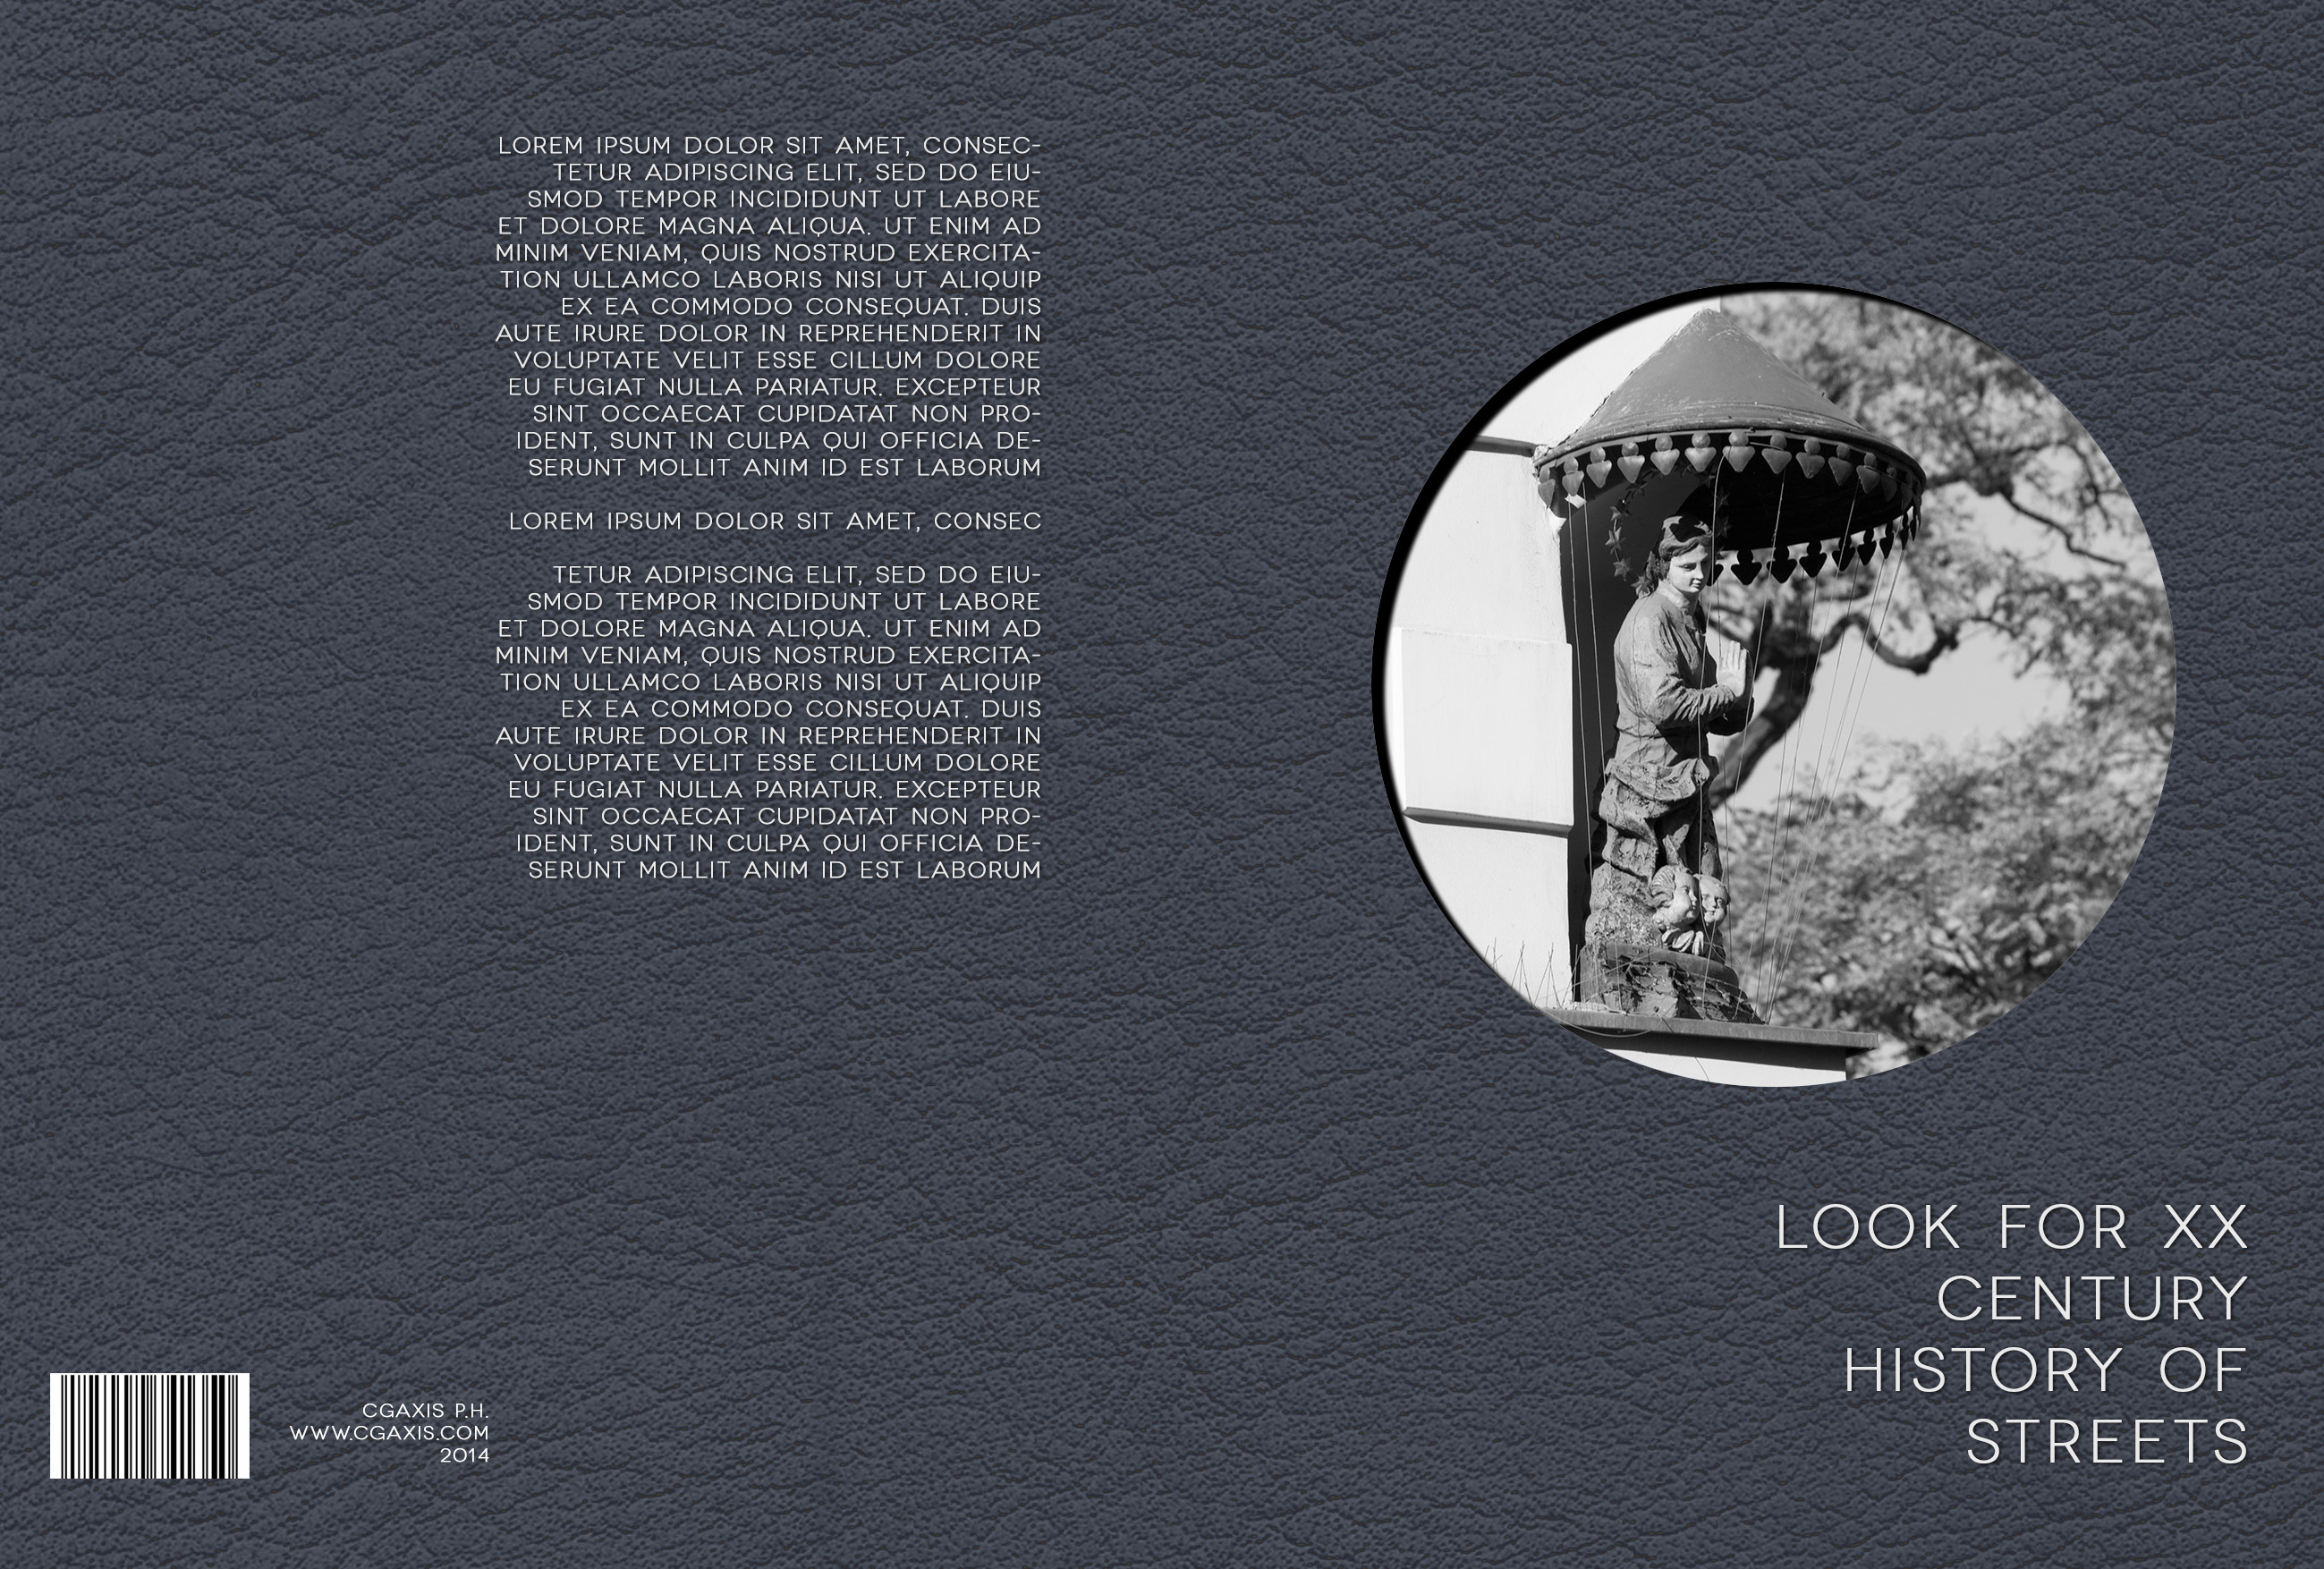 LOREM IPSUM DOLOR SIT AMET, CONSEC-
TETUR ADIPISCING ELIT, SED DO EIU-
SMOD TEMPOR INCIDIDUNT UT LABORE
ET DOLORE MAGNA ALIQUA. UT ENIM AD
MINIM VENIAM, QUIS NOSTRUD EXERCITA-
TION ULLAMCO LABORIS NISI UT ALIQUIP
EX EA COMMODO CONSEQUAT. DUIS
AUTE IRURE DOLOR IN REPREHENDERIT IN
VOLUPTATE VELIT ESSE CILLUM DOLORE
EU FUGIAT NULLA PARIATUR. EXCEPTEUR
SINT OCCAECAT CUPIDATAT NON PRO-
IDENT, SUNT IN CULPA QUI OFFICIA DE-
SERUNT MOLLIT ANIM ID EST LABORUM
LOREM IPSUM DOLOR SIT AMET, CONSEC
TETUR ADIPISCING ELIT, SED DO EIU-
SMOD TEMPOR INCIDIDUNT UT LABORE
ET DOLORE MAGNA ALIQUA. UT ENIM AD
MINIM VENIAM, QUIS NOSTRUD EXERCITA-
TION ULLAMCO LABORIS NISI UT ALIQUIP
EX EA COMMODO CONSEQUAT. DUIS
AUTE IRURE DOLOR IN REPREHENDERIT IN
VOLUPTATE VELIT ESSE CILLUM DOLORE
EU FUGIAT NULLA PARIATUR. EXCEPTEUR
SINT OCCAECAT CUPIDATAT NON PRO-
IDENT, SUNT IN CULPA QUI OFFICIA DE-
SERUNT MOLLIT ANIM ID EST LABORUM
CGAXIS P.H.
WWW.CGAXIS.COM
2014
LOOK FOR XX
CENTURY
HISTORY OF
STREETS